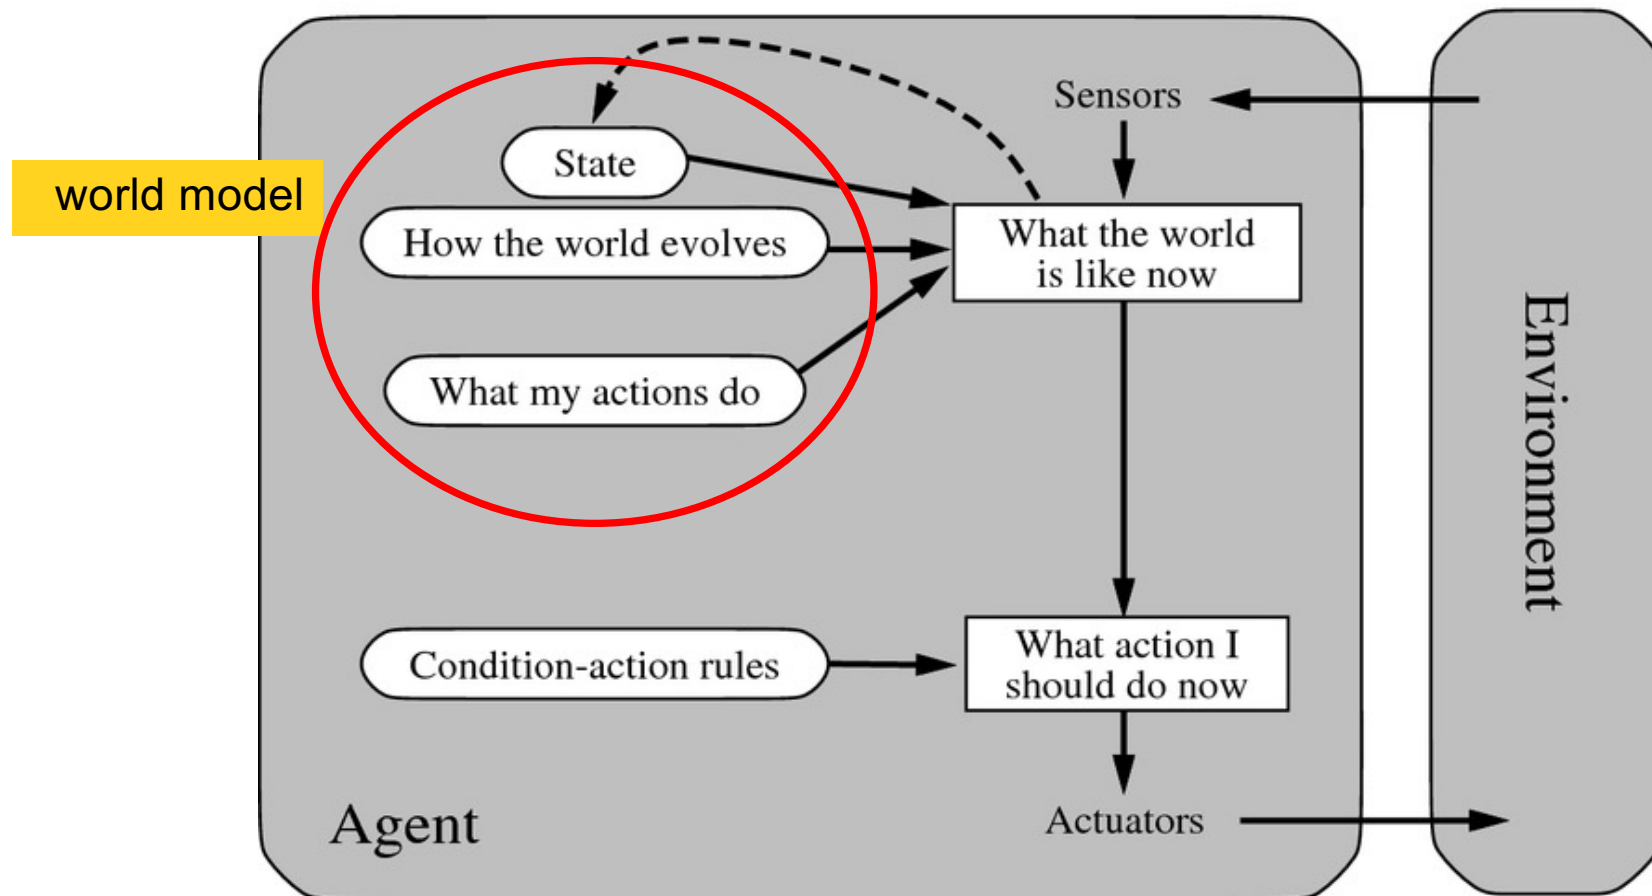 Sensors
State
world model
How the world evolves
What the world
is like now
What my actions do
Environment
Condition-action rules
What action I
should do now
Agent
Actuators